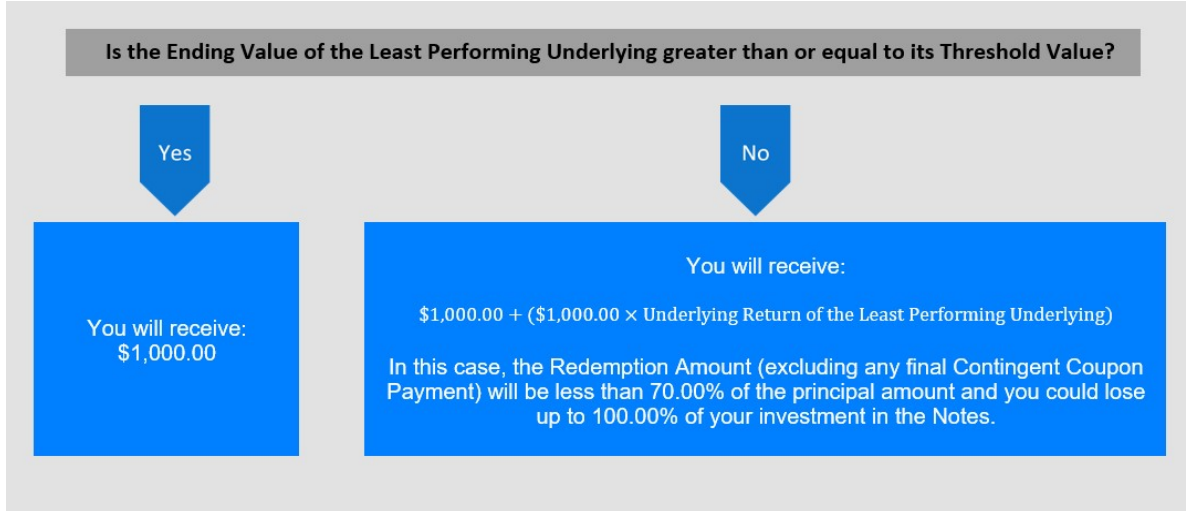 Is the Ending Value of the Least Performing Underlying greater than or equal to its Threshold Value?
Yes
No
You will receive:
$1,000.00
You will receive:
$1,000.00 + ($1,000.00 × Underlying Return of the Least Performing Underlying)
In this case, the Redemption Amount (excluding any final Contingent Coupon
Payment) will be less than 70.00% of the principal amount and you could lose
up to 100.00% of your investment in the Notes.